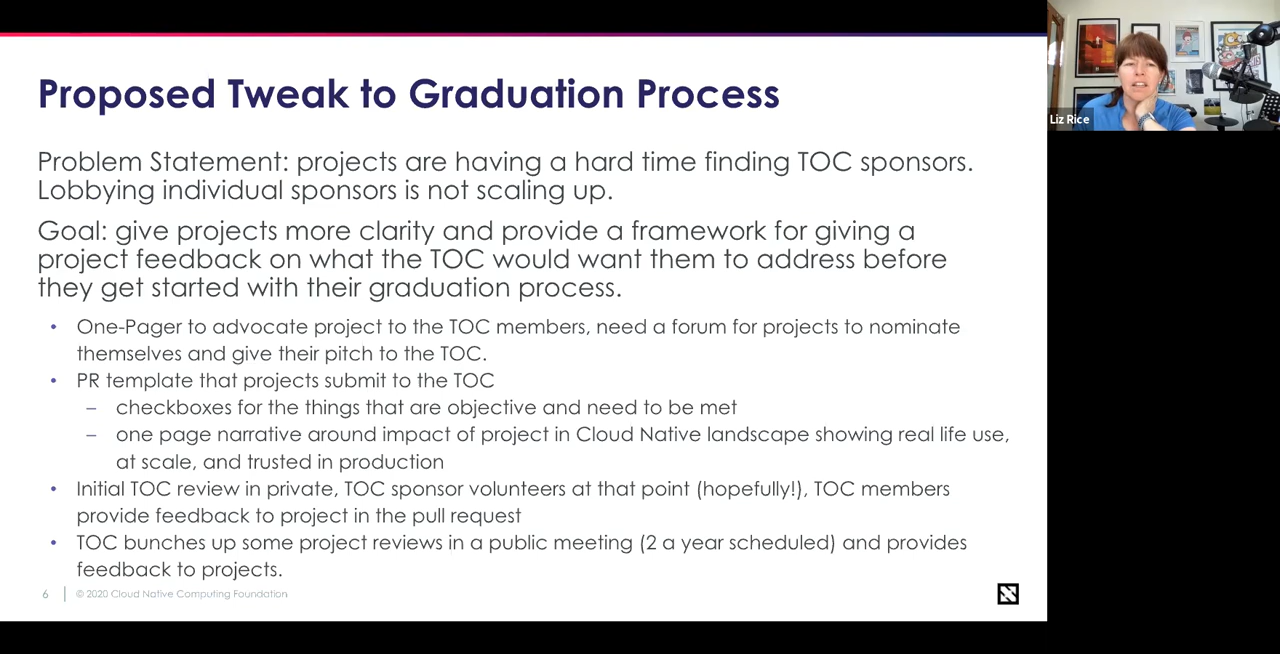 Proposed Tweak to Graduation Process
Liz Rice
Problem Statement: projects are having a hard time finding TOC sponsors.
Lobbying individual sponsors is not scaling up.
Goal: give projects more clarity and provide a framework for giving a
project feedback on what the TOC would want them to address before
they get started with their graduation process.
• One-Pager to advocate project to the TOC members, need a forum for projects to nominate
themselves and give their pitch to the TOC.
• PR template that projects submit to the TOC
– checkboxes for the things that are objective and need to be met
– one page narrative around impact of project in Cloud Native landscape showing real life use,
at scale, and trusted in production
• Initial TOC review in private, TOC sponsor volunteers at that point (hopefully!), TOC members
provide feedback to project in the pull request
• TOC bunches up some project reviews in a public meeting (2 a year scheduled) and provides
feedback to projects.
6 | © 2020 Cloud Native Computing Foundation